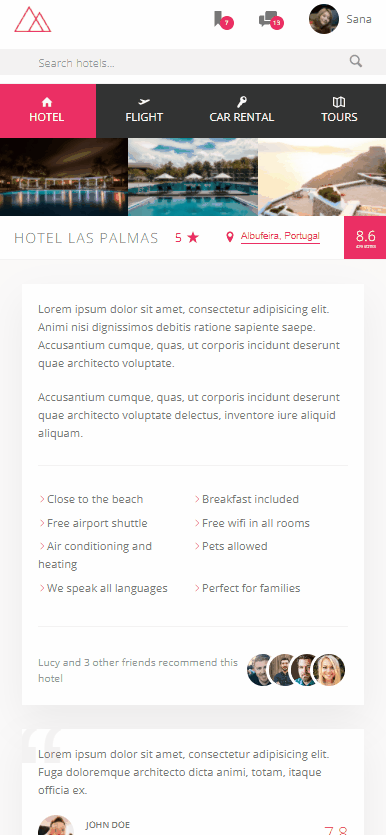 7
13
Sana
Search hotels...
HOTEL
FLIGHT
CAR RENTAL
TOURS
HOTEL LAS PALMAS
5
Albufeira, Portugal
8.6
Lorem ipsum dolor sit amet, consectetur adipisicing elit.
Animi nisi dignissimos debitis ratione sapiente saepe.
Accusantium cumque, quas, ut corporis incidunt deserunt
quae architecto voluptate.
Accusantium cumque, quas, ut corporis incidunt deserunt
quae architecto voluptate delectus, inventore iure aliquid
aliquam.
Close to the beach
Breakfast included
Free airport shuttle
Free wifi in all rooms
Air conditioning and
heating
Pets allowed
We speak all languages
Perfect for families
Lucy and 3 other friends recommend this
hotel
“
Lorem ipsum dolor sit amet, consectetur adipisicing elit.
Fuga doloremque architecto dicta animi, totam, itaque
officia ex.
JOHN DOE
7.8